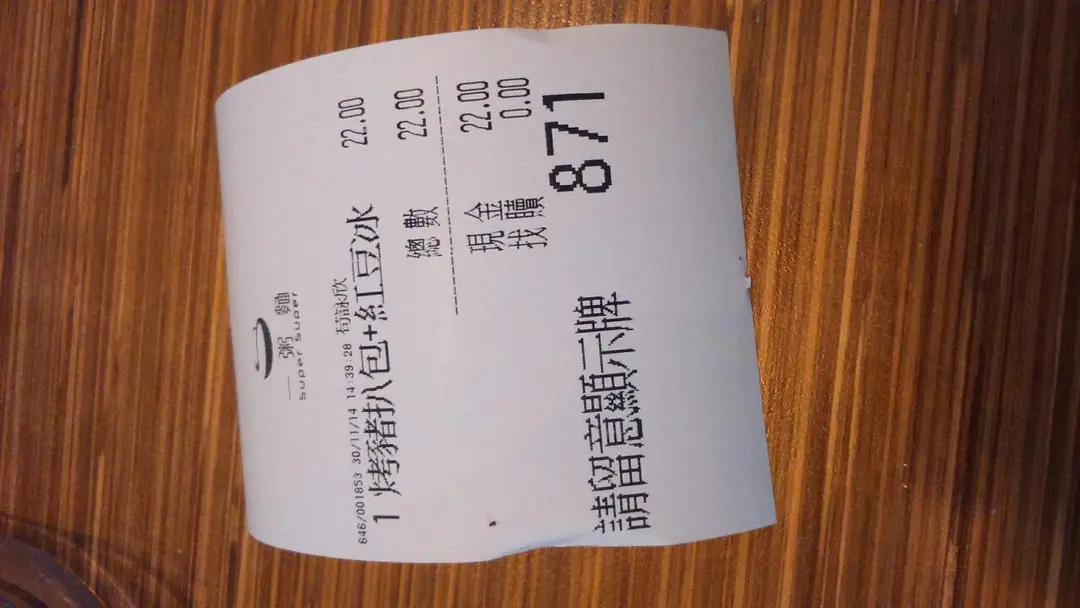 一粥麵
Super Super
646/001853 30/11/14 14:39:28 荀詠欣
1 烤豬扒包+紅豆冰 22.00
總數 22.00
現金 22.00
找贖 0.00
871
請留意顯示牌